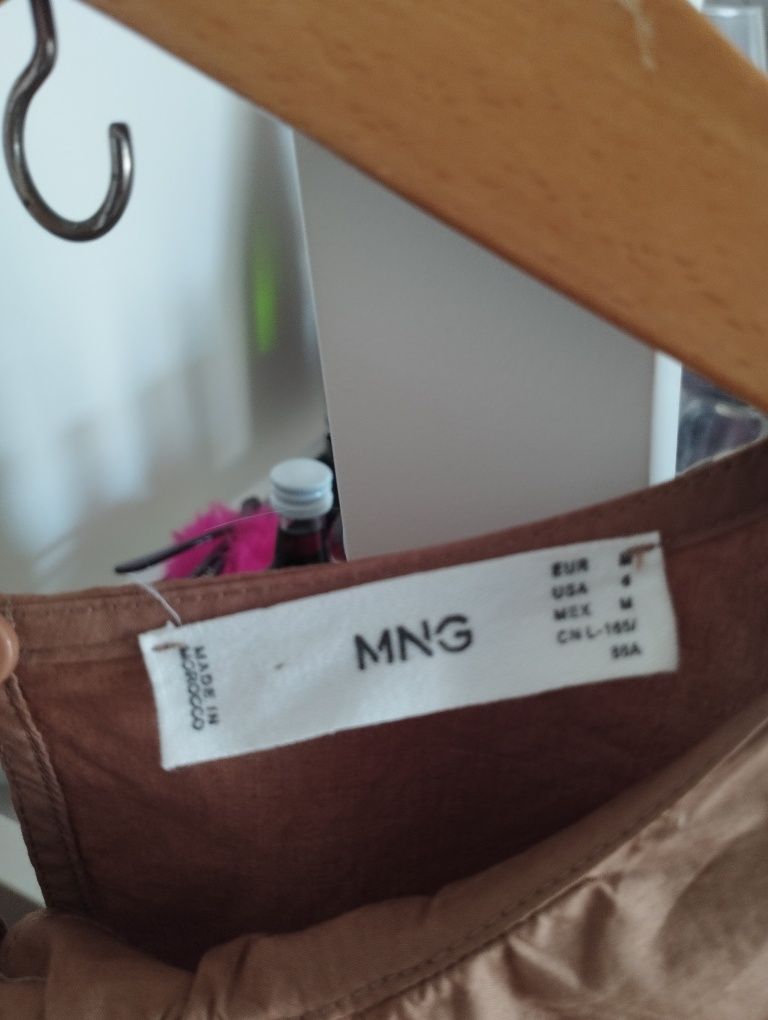 MADE IN
MOROCCO
MNG
EUR M
USA 6
MEX M
CN L-165/